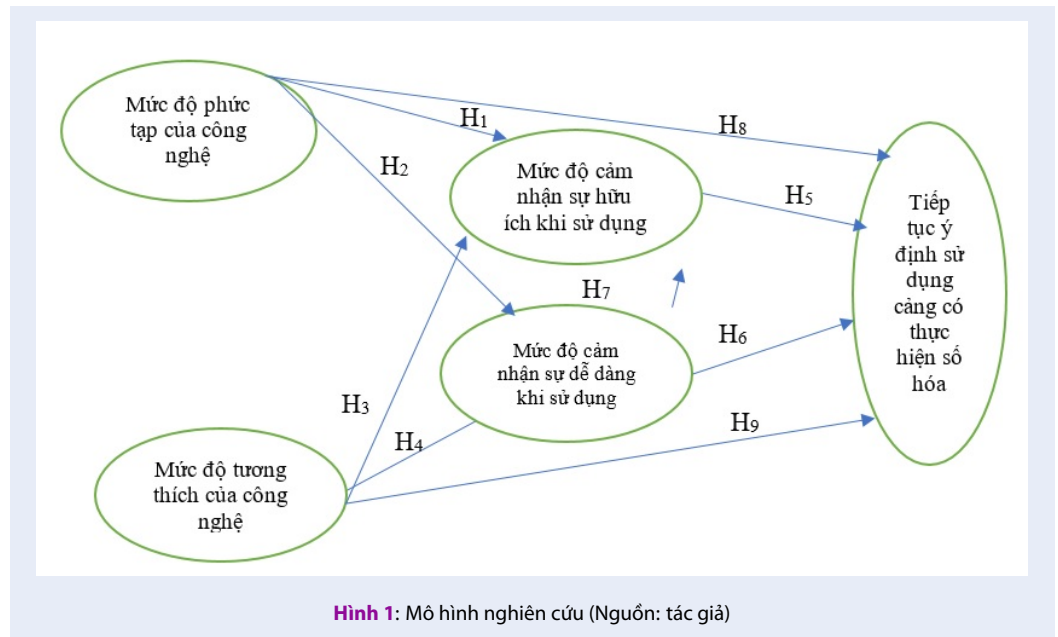 Mức độ phức
tạp của công
nghệ
H1
H8
H2
Mức độ cảm
nhận sự hữu
ích khi sử dụng
H5
Tiếp
tục ý
định sử
dụng
cảng có
thực
hiện số
hóa
H7
H6
Mức độ cảm
nhận sự dễ dàng
khi sử dụng
H3
H4
H9
Mức độ tương
thích của công
nghệ
Hình 1: Mô hình nghiên cứu (Nguồn: tác giả)